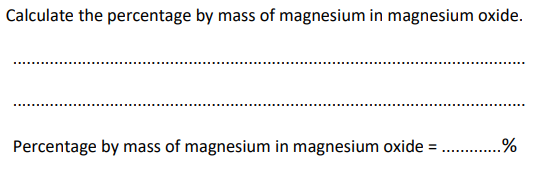 Calculate the percentage by mass of magnesium in magnesium oxide.
................................................................................................................
................................................................................................................
Percentage by mass of magnesium in magnesium oxide = .............%